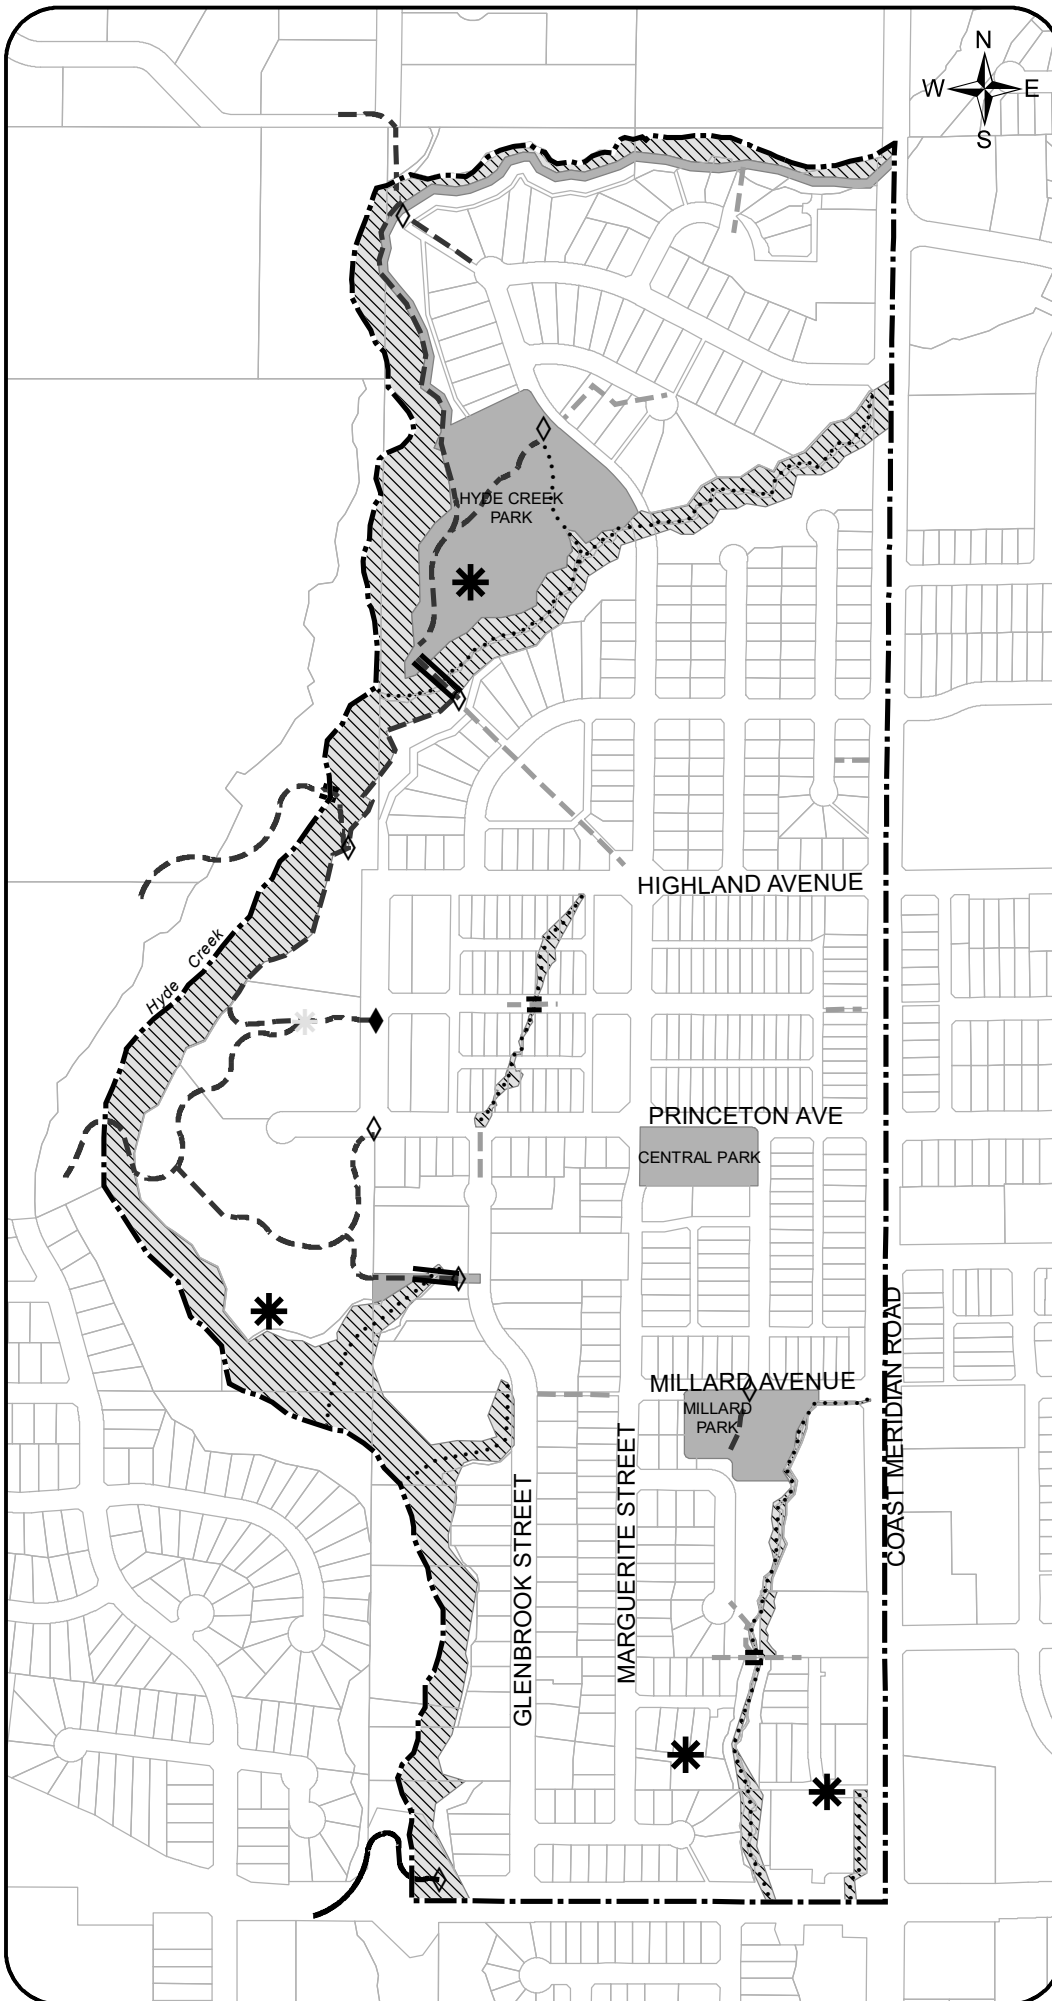 N
W E
S
HYDE CREEK
PARK
HIGHLAND AVENUE
Hyde Creek
PRINCETON AVE
CENTRAL PARK
MILLARD AVENUE
MILLARD
PARK
COAST MERIDIAN ROAD
MARGUERITE STREET
GLENBROOK STREET